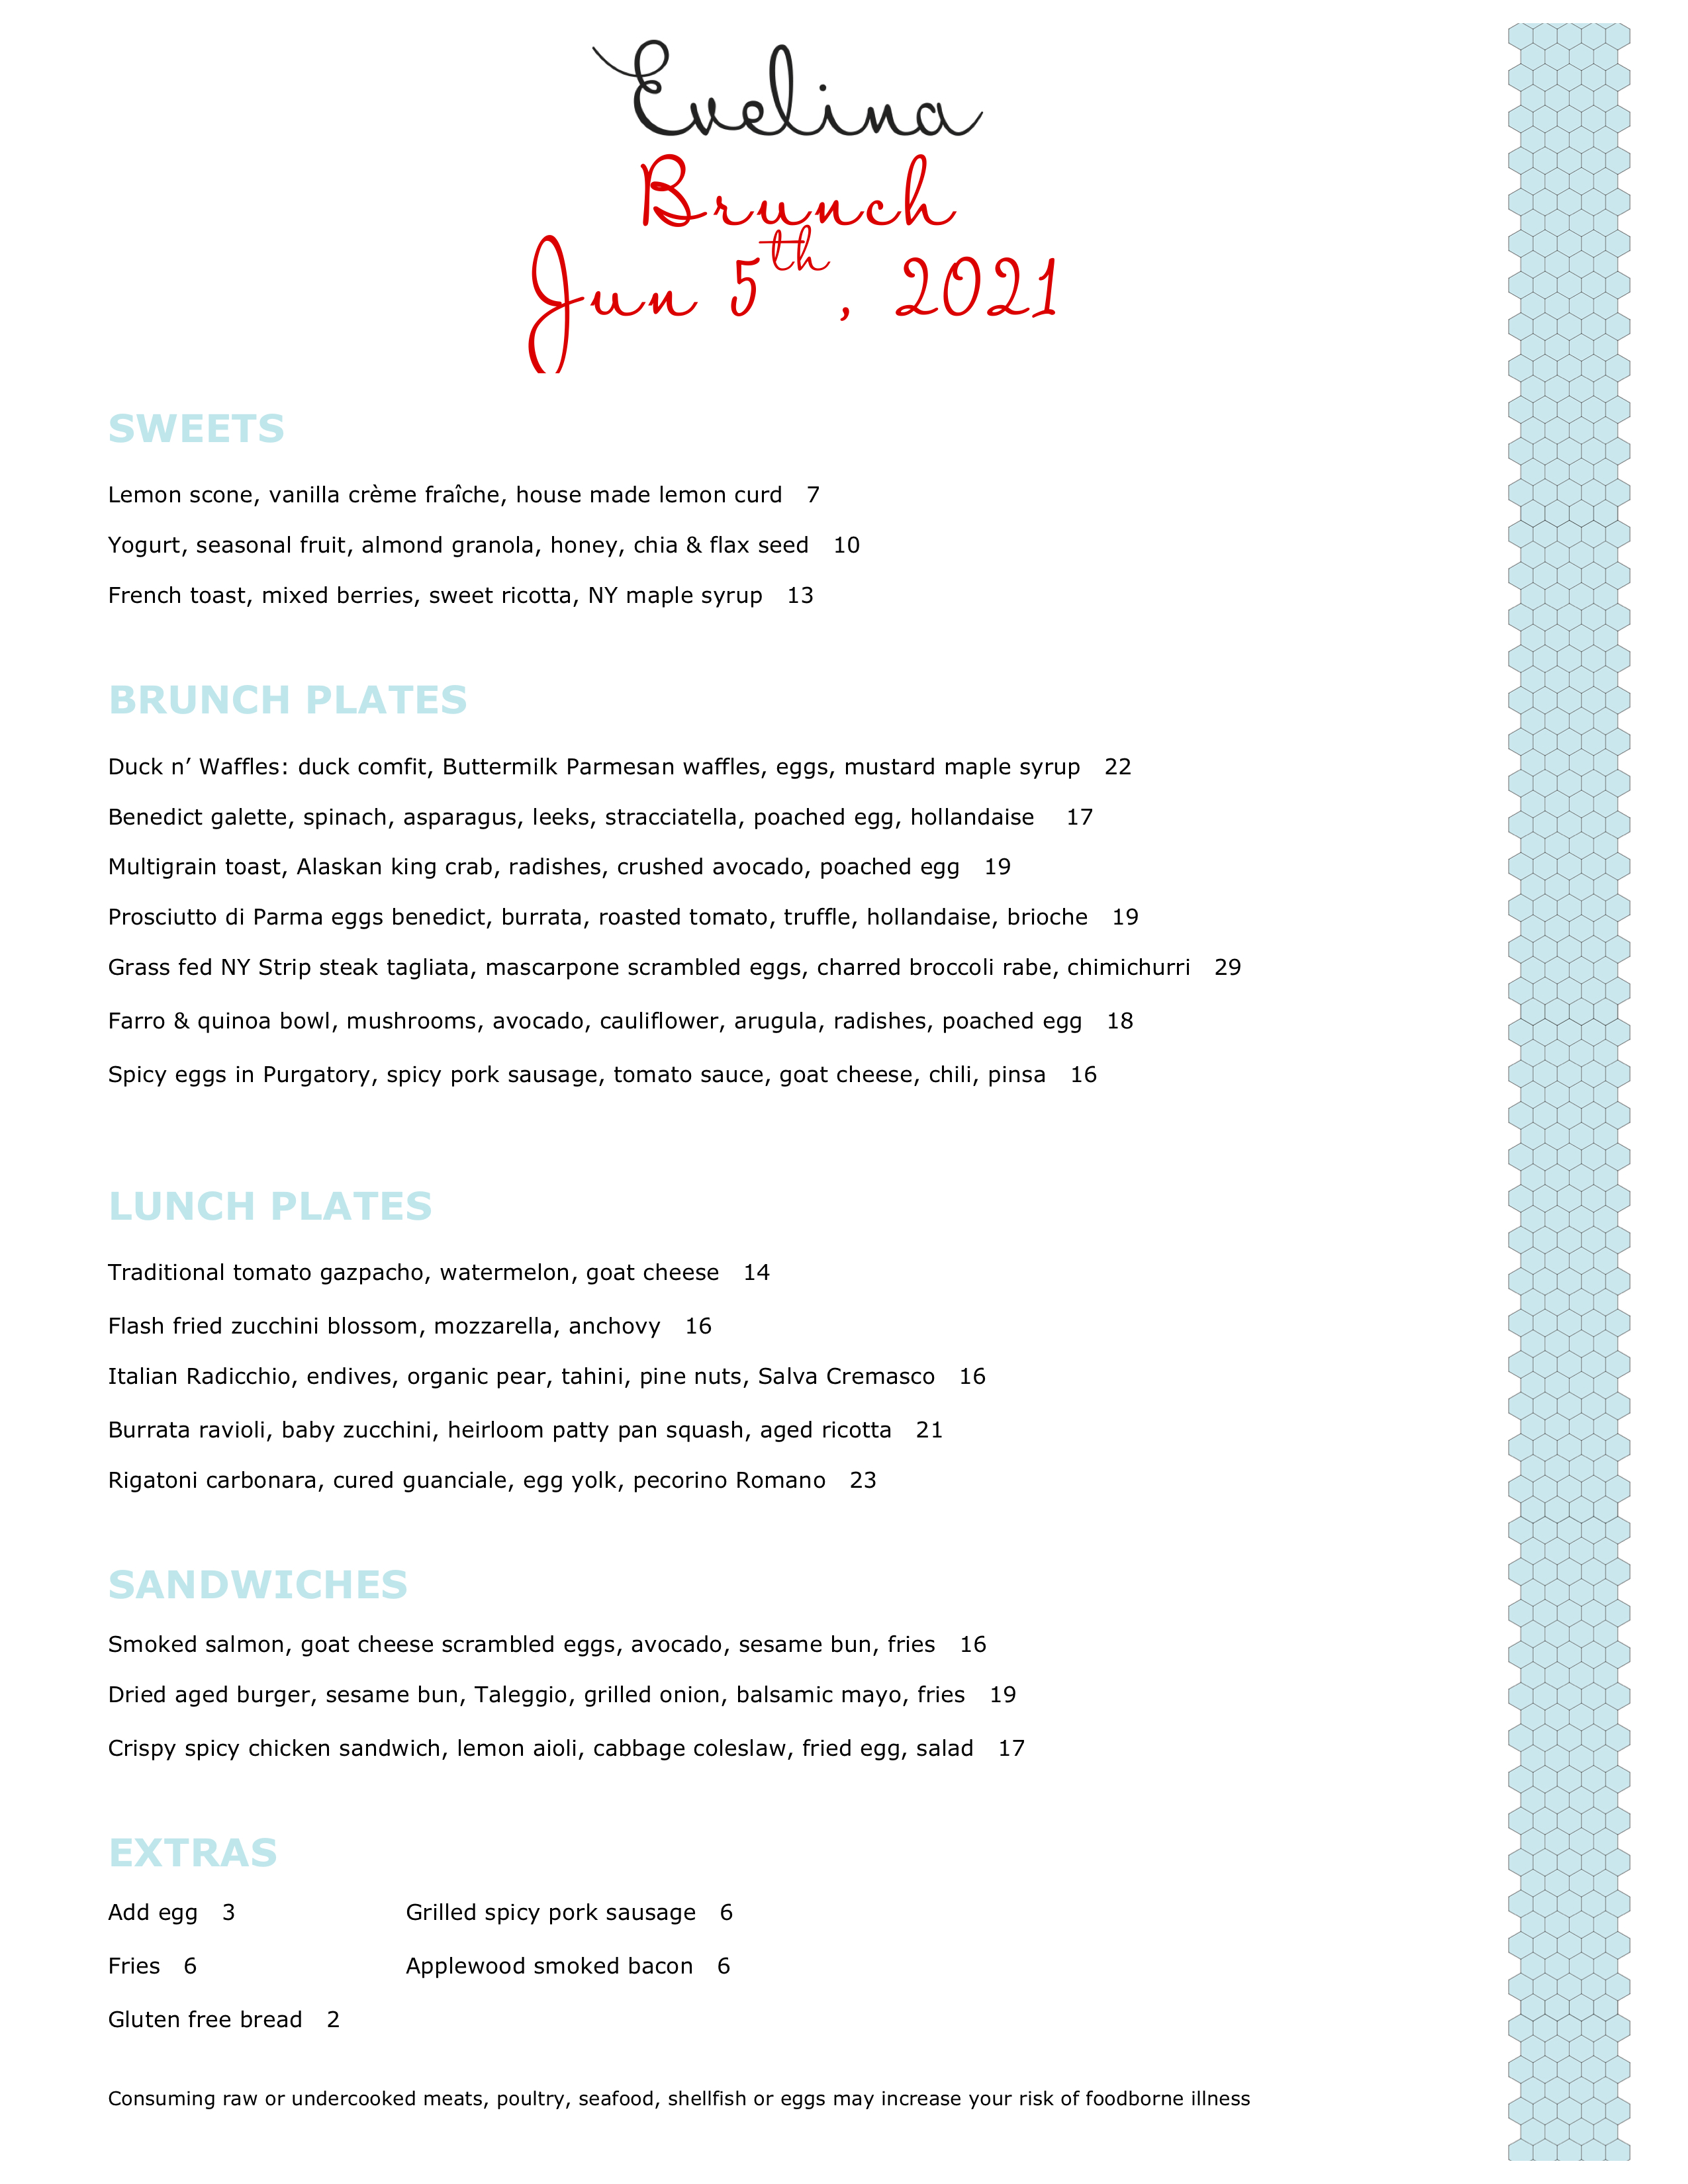 Evelina
Brunch
Jun 5th, 2021
SWEETS
Lemon scone, vanilla crème fraîche, house made lemon curd 7
Yogurt, seasonal fruit, almond granola, honey, chia & flax seed 10
French toast, mixed berries, sweet ricotta, NY maple syrup 13
BRUNCH PLATES
Duck n’ Waffles: duck comfit, Buttermilk Parmesan waffles, eggs, mustard maple syrup 22
Benedict galette, spinach, asparagus, leeks, stracciatella, poached egg, hollandaise 17
Multigrain toast, Alaskan king crab, radishes, crushed avocado, poached egg 19
Prosciutto di Parma eggs benedict, burrata, roasted tomato, truffle, hollandaise, brioche 19
Grass fed NY Strip steak tagliata, mascarpone scrambled eggs, charred broccoli rabe, chimichurri 29
Farro & quinoa bowl, mushrooms, avocado, cauliflower, arugula, radishes, poached egg 18
Spicy eggs in Purgatory, spicy pork sausage, tomato sauce, goat cheese, chili, pinsa 16
LUNCH PLATES
Traditional tomato gazpacho, watermelon, goat cheese 14
Flash fried zucchini blossom, mozzarella, anchovy 16
Italian Radicchio, endives, organic pear, tahini, pine nuts, Salva Cremasco 16
Burrata ravioli, baby zucchini, heirloom patty pan squash, aged ricotta 21
Rigatoni carbonara, cured guanciale, egg yolk, pecorino Romano 23
SANDWICHES
Smoked salmon, goat cheese scrambled eggs, avocado, sesame bun, fries 16
Dried aged burger, sesame bun, Taleggio, grilled onion, balsamic mayo, fries 19
Crispy spicy chicken sandwich, lemon aioli, cabbage coleslaw, fried egg, salad 17
EXTRAS
Add egg 3 Grilled spicy pork sausage 6
Fries 6 Applewood smoked bacon 6
Gluten free bread 2
Consuming raw or undercooked meats, poultry, seafood, shellfish or eggs may increase your risk of foodborne illness